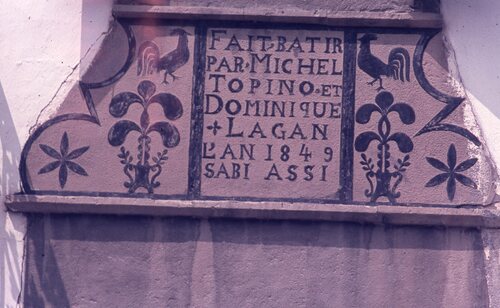 FAIT·BATIR
PAR·MICHEL
TOPINO·ET
DOMINIQUE
+ LAGAN
L'AN 1849
SABI ASSI